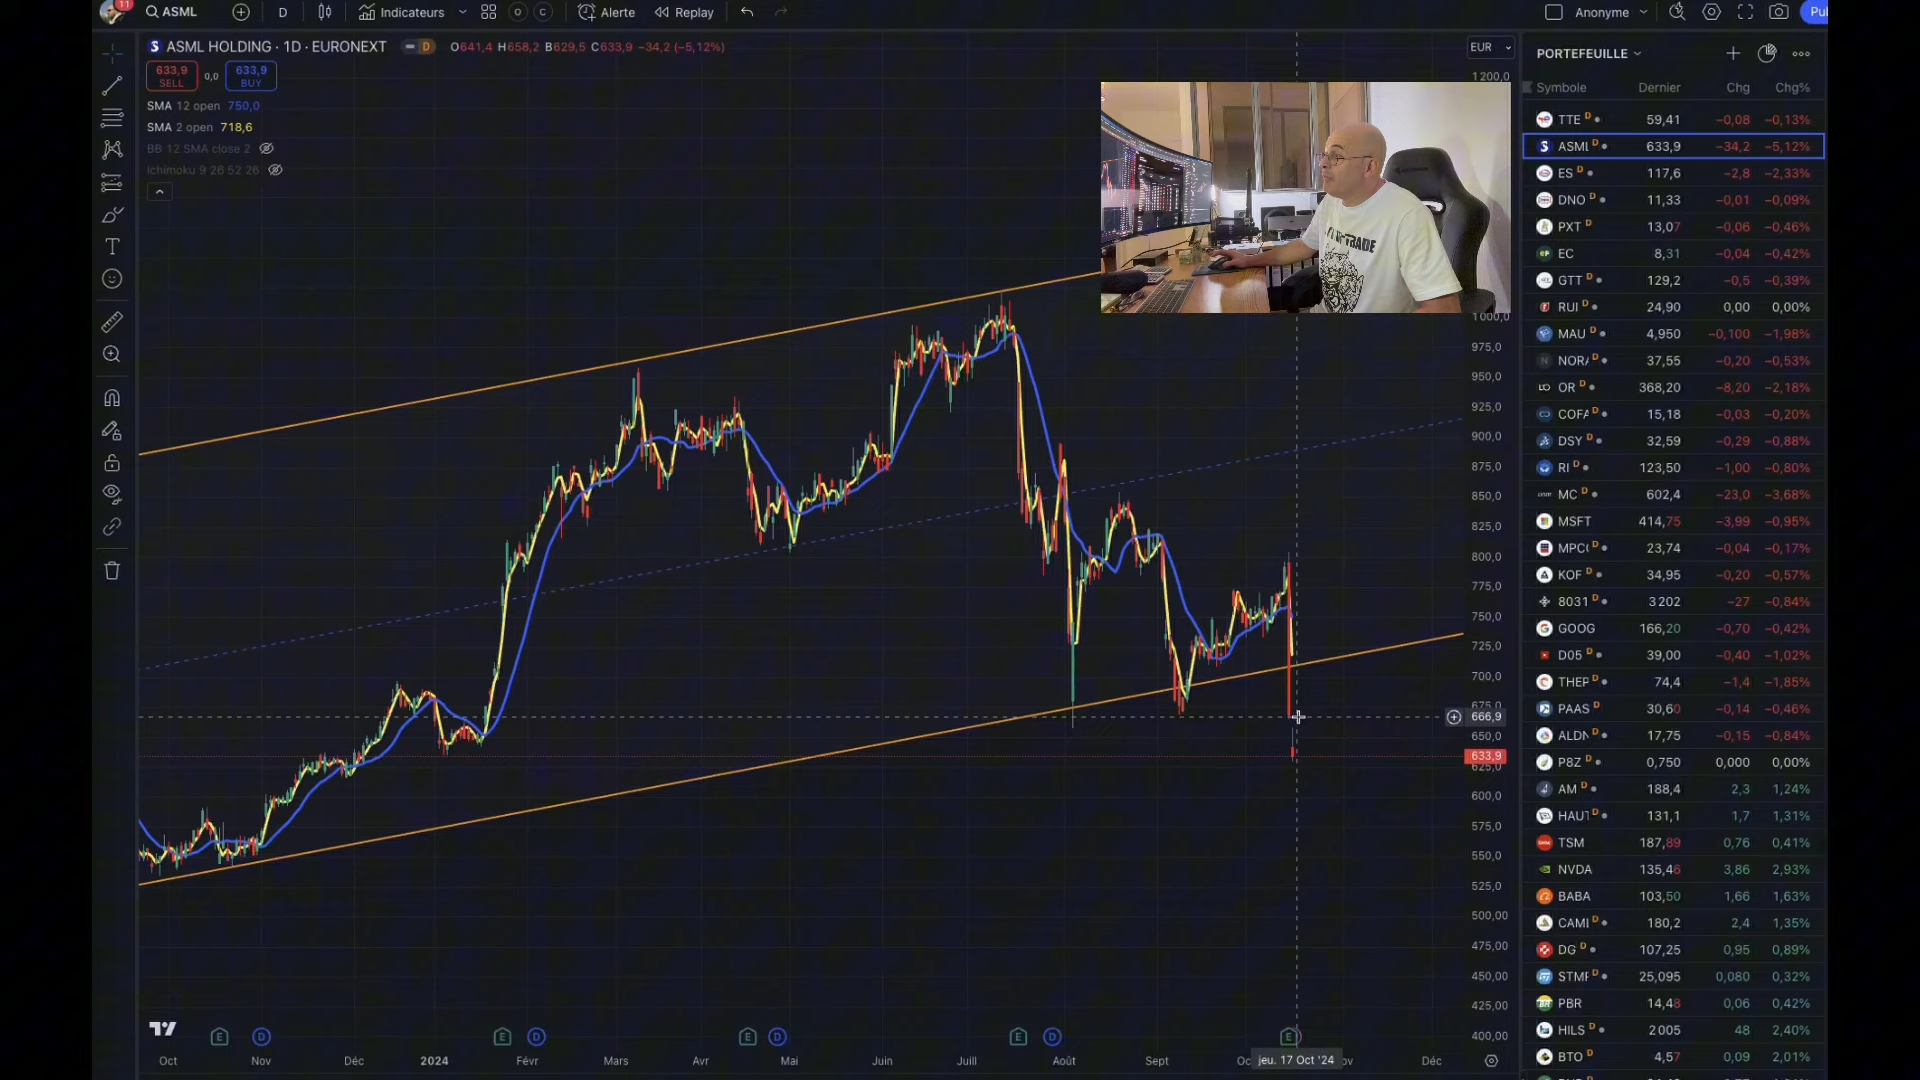 11
ASML
D
Indicateurs
O
C
Alerte
Replay
Anonyme
Pul
ASML HOLDING · 1D · EURONEXT
D
O641,4 H658,2 B629,5 C633,9 −34,2 (−5,12%)
EUR
633,9
SELL
0,0
633,9
BUY
SMA 12 open 750,0
SMA 2 open 718,6
BB 12 SMA close 2
Ichimoku 9 26 52 26
1200,0
1000,0
975,0
950,0
925,0
900,0
875,0
850,0
825,0
800,0
775,0
750,0
725,0
700,0
675,0
666,9
650,0
633,9
625,0
600,0
575,0
550,0
525,0
500,00
475,00
450,00
425,00
400,00
E D E D E D E D E
Oct Nov Déc 2024 Févr Mars Avr Mai Juin Juill Août Sept Oc jeu. 17 Oct '24 ov Déc
PORTEFEUILLE
Symbole Dernier Chg Chg%
TTE D 59,41 −0,08 −0,13%
ASML D 633,9 −34,2 −5,12%
ES D 117,6 −2,8 −2,33%
DNO D 11,33 −0,01 −0,09%
PXT D 13,07 −0,06 −0,46%
EC 8,31 −0,04 −0,42%
GTT D 129,2 −0,5 −0,39%
RUI D 24,90 0,00 0,00%
MAU D 4,950 −0,100 −1,98%
NORA D 37,55 −0,20 −0,53%
OR D 368,20 −8,20 −2,18%
COFA D 15,18 −0,03 −0,20%
DSY D 32,59 −0,29 −0,88%
RI D 123,50 −1,00 −0,80%
MC D 602,4 −23,0 −3,68%
MSFT 414,75 −3,99 −0,95%
MPCC D 23,74 −0,04 −0,17%
KOF D 34,95 −0,20 −0,57%
8031 D 3202 −27 −0,84%
GOOG 166,20 −0,70 −0,42%
D05 D 39,00 −0,40 −1,02%
THEP D 74,4 −1,4 −1,85%
PAAS D 30,60 −0,14 −0,46%
ALDN D 17,75 −0,15 −0,84%
P8Z D 0,750 0,000 0,00%
AM D 188,4 2,3 1,24%
HAUT D 131,1 1,7 1,31%
TSM 187,89 0,76 0,41%
NVDA 135,46 3,86 2,93%
BABA 103,50 1,66 1,63%
CAMI D 180,2 2,4 1,35%
DG D 107,25 0,95 0,89%
STMP D 25,095 0,080 0,32%
PBR 14,48 0,06 0,42%
HILS D 2005 48 2,40%
BTO D 4,57 0,09 2,01%